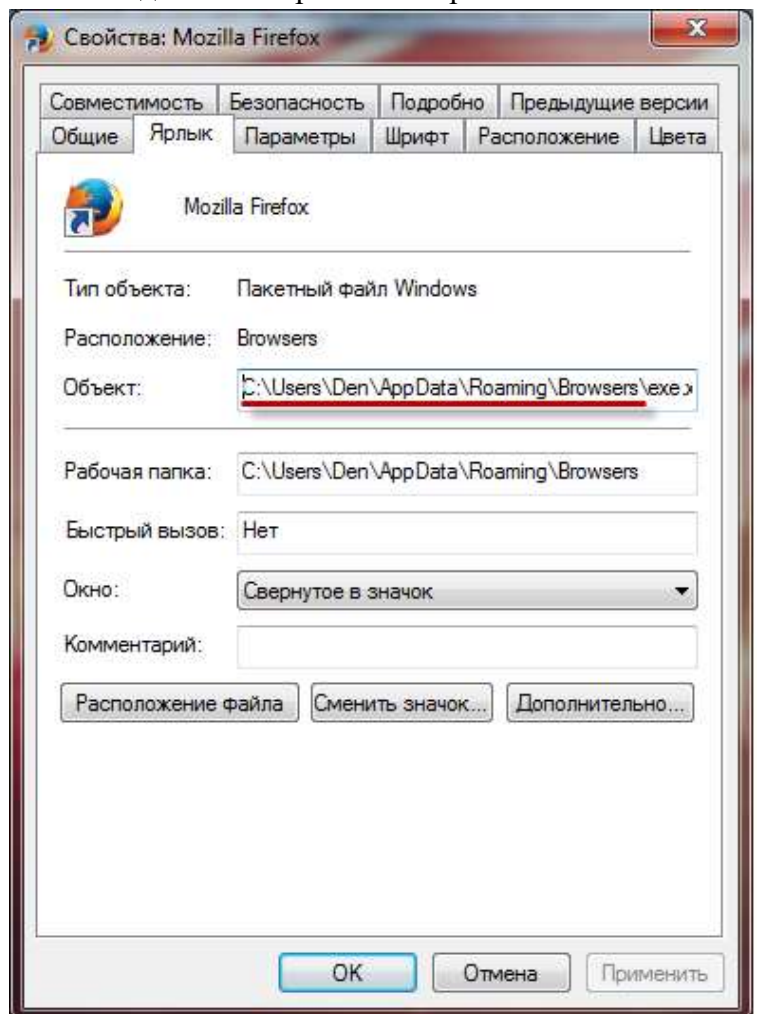 Свойства: Mozilla Firefox
Совместимость Безопасность Подробно Предыдущие версии
Общие Ярлык Параметры Шрифт Расположение Цвета
Mozilla Firefox
Тип объекта: Пакетный файл Windows
Расположение: Browsers
Объект: C:\Users\Den\AppData\Roaming\Browsers\exe.x
Рабочая папка: C:\Users\Den\AppData\Roaming\Browsers
Быстрый вызов: Нет
Окно: Свернутое в значок
Комментарий:
Расположение файла Сменить значок... Дополнительно...
OK Отмена Применить